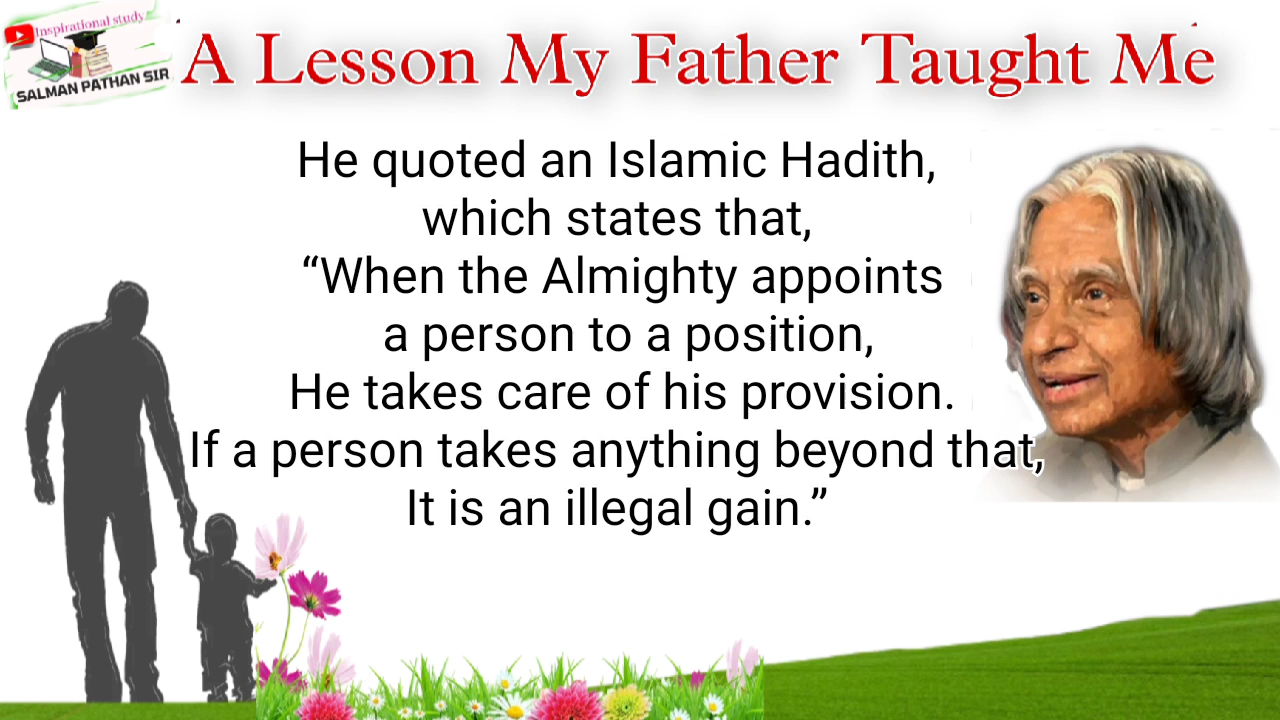 Inspirational study
SALMAN PATHAN SIR
A Lesson My Father Taught Me
He quoted an Islamic Hadith,
which states that,
“When the Almighty appoints
a person to a position,
He takes care of his provision.
If a person takes anything beyond that,
It is an illegal gain.”